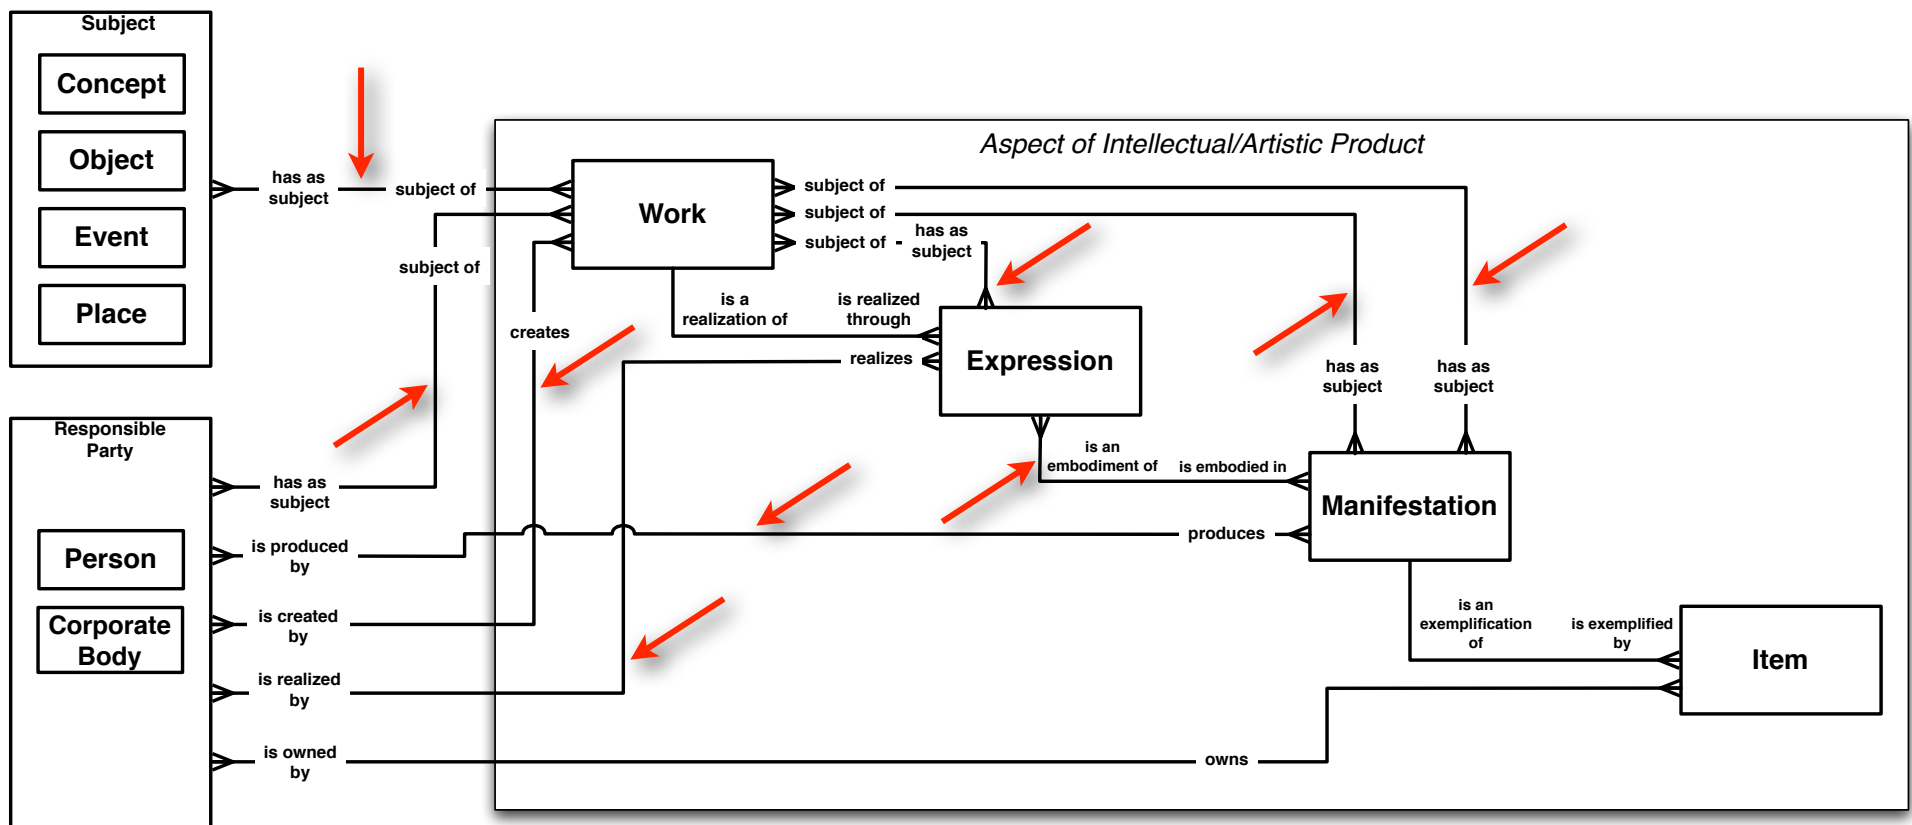 Subject
Concept
Object
Event
Place
has as
subject
subject of
subject of
has as
subject
Responsible
Party
Person
Corporate
Body
is produced
by
is created
by
is realized
by
is owned
by
Aspect of Intellectual/Artistic Product
Work
subject of
subject of
subject of
has as
subject
is a
realization of
is realized
through
creates
realizes
Expression
has as
subject
has as
subject
is an
embodiment of
is embodied in
Manifestation
produces
is an
exemplification
of
is exemplified
by
Item
owns